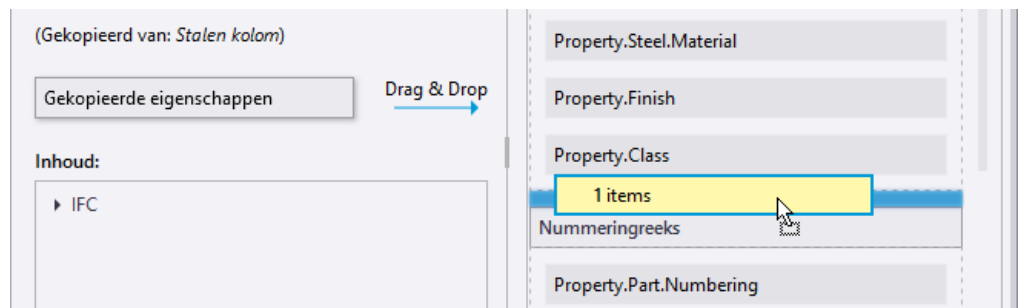 (Gekopieerd van: Stalen kolom)
Gekopieerde eigenschappen
Drag & Drop
Inhoud:
IFC
Property.Steel.Material
Property.Finish
Property.Class
1 items
Nummeringreeks
Property.Part.Numbering